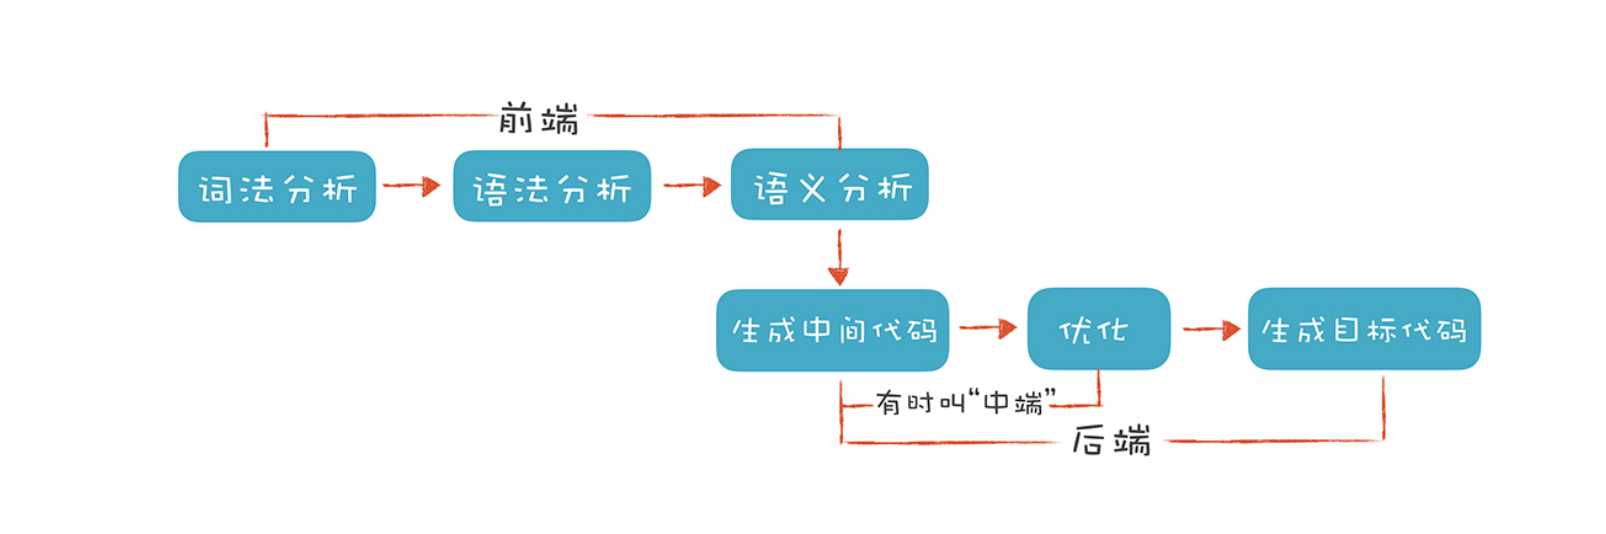 前端
词法分析
语法分析
语义分析
生成中间代码
优化
生成目标代码
有时叫“中端”
后端